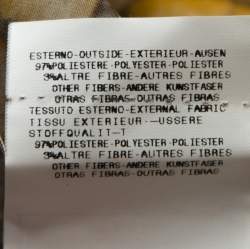 ESTERNO-OUTSIDE-EXTERIEUR-AUSEN
97%POLIESTERE-POLYESTER-POLIESTER
3%ALTRE FIBRE-AUTRES FIBRES
OTHER FIBERS-ANDERE KUNSTFASER
OTRAS FIBRAS-OUTRAS FIBRAS
TESSUTO ESTERNO-EXTERNAL FABRIC
TISSU EXTERIEUR-—USSERE
STOFFQUALIT-T
97%POLIESTERE-POLYESTER-POLIESTER
3%ALTRE FIBRE-AUTRES FIBRES
OTHER FIBERS-ANDERE KUNSTFASER
OTRAS FIBRAS-OUTRAS FIBRAS